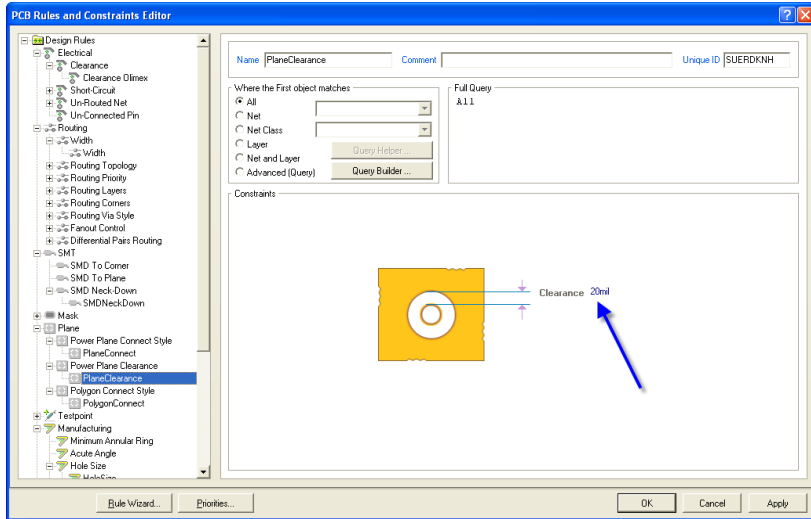 PCB Rules and Constraints Editor
Design Rules
Electrical
Clearance
Clearance Olimex
Short-Circuit
Un-Routed Net
Un-Connected Pin
Routing
Width
Width
Routing Topology
Routing Priority
Routing Layers
Routing Corners
Routing Via Style
Fanout Control
Differential Pairs Routing
SMT
SMD To Corner
SMD To Plane
SMD Neck-Down
SMDNeckDown
Mask
Plane
Power Plane Connect Style
PlaneConnect
Power Plane Clearance
PlaneClearance
Polygon Connect Style
PolygonConnect
Testpoint
Manufacturing
Minimum Annular Ring
Acute Angle
Hole Size
HoleSize
Name PlaneClearance Comment Unique ID SUERDKNH
Where the First object matches
All
Net
Net Class
Layer
Net and Layer
Advanced (Query)
Query Helper ...
Query Builder ...
Full Query
All
Constraints
Clearance 20mil
Rule Wizard... Priorities... OK Cancel Apply